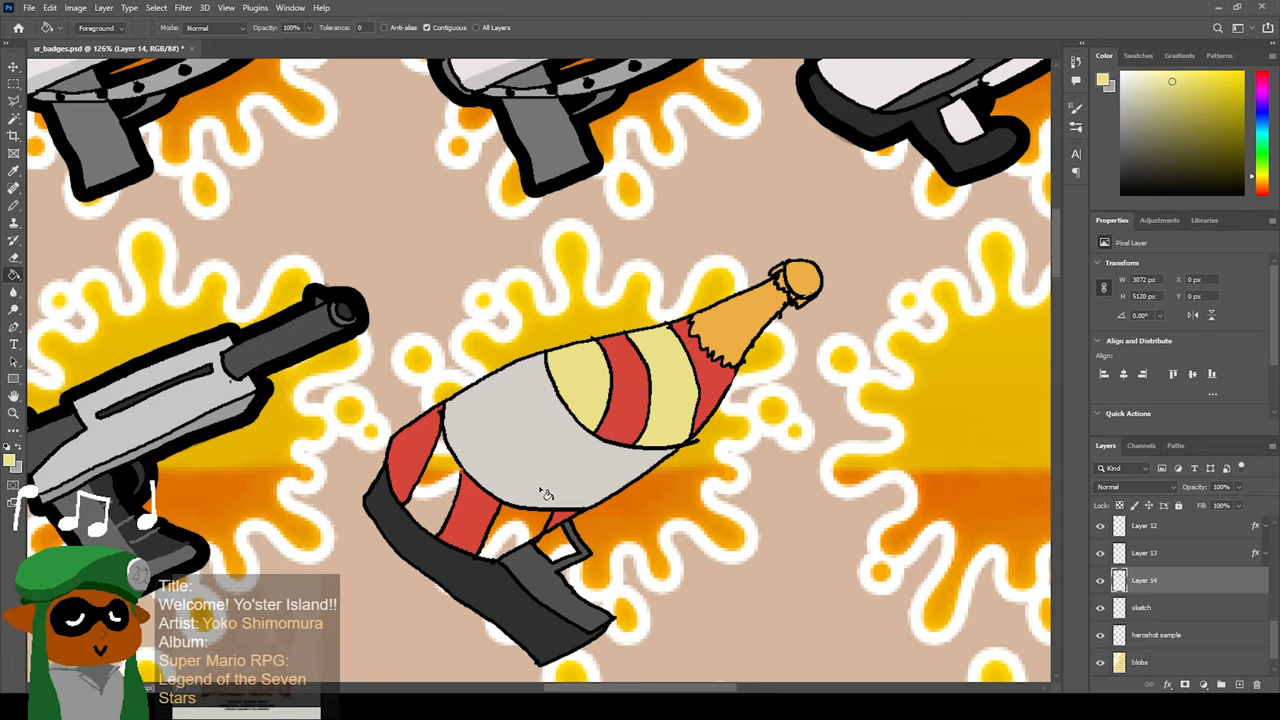 File Edit Image Layer Type Select Filter 3D View Plugins Window Help
Foreground Mode: Normal Opacity: 100% Tolerance: 0 Anti-alias Contiguous All Layers
sr_badges.psd @ 126% (Layer 14, RGB/8#) *
Color Swatches Gradients Patterns
Properties Adjustments Libraries
Pixel Layer
Transform
W 3072 px X 0 px
H 5120 px Y 0 px
0.00°
Align and Distribute
Align:
Quick Actions
Layers Channels Paths
Kind
Normal Opacity: 100%
Lock: Fill: 100%
Layer 12 fx
Layer 13 fx
Layer 14
sketch
heroshot sample
blobs
Title:
Welcome! Yo'ster Island!!
Artist: Yoko Shimomura
Album:
Super Mario RPG:
Legend of the Seven
Stars